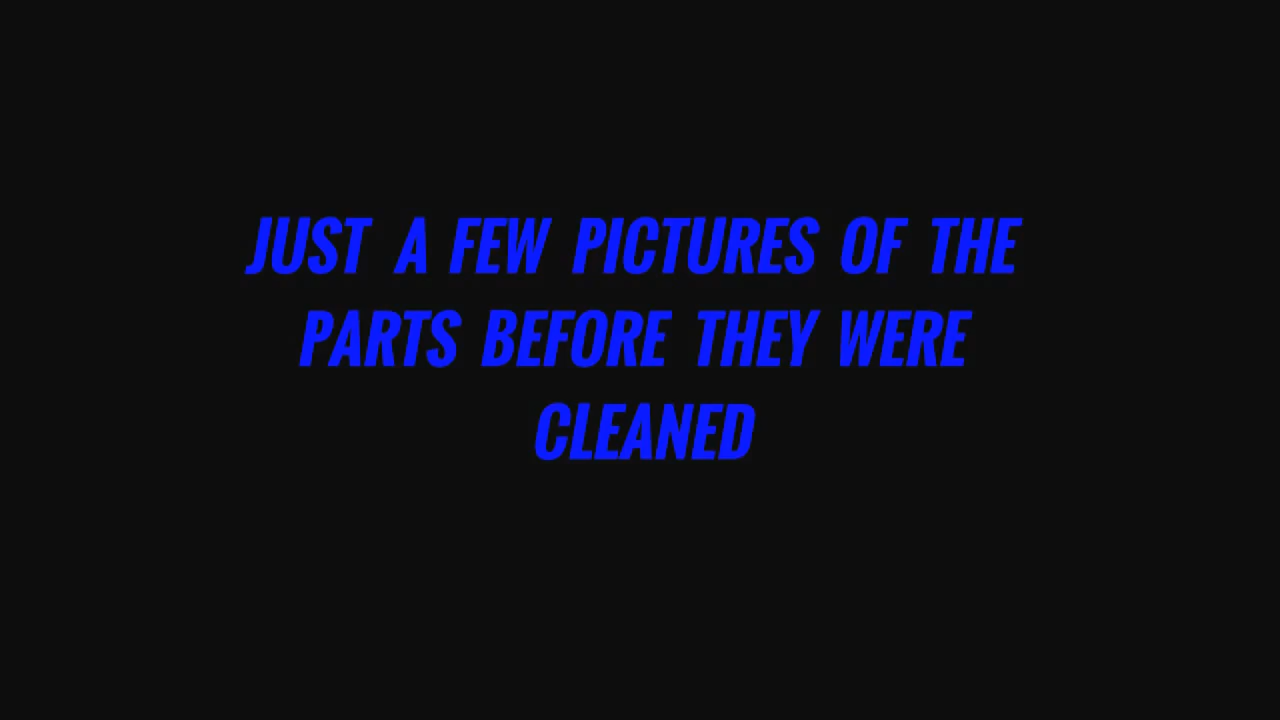 JUST A FEW PICTURES OF THE
PARTS BEFORE THEY WERE
CLEANED